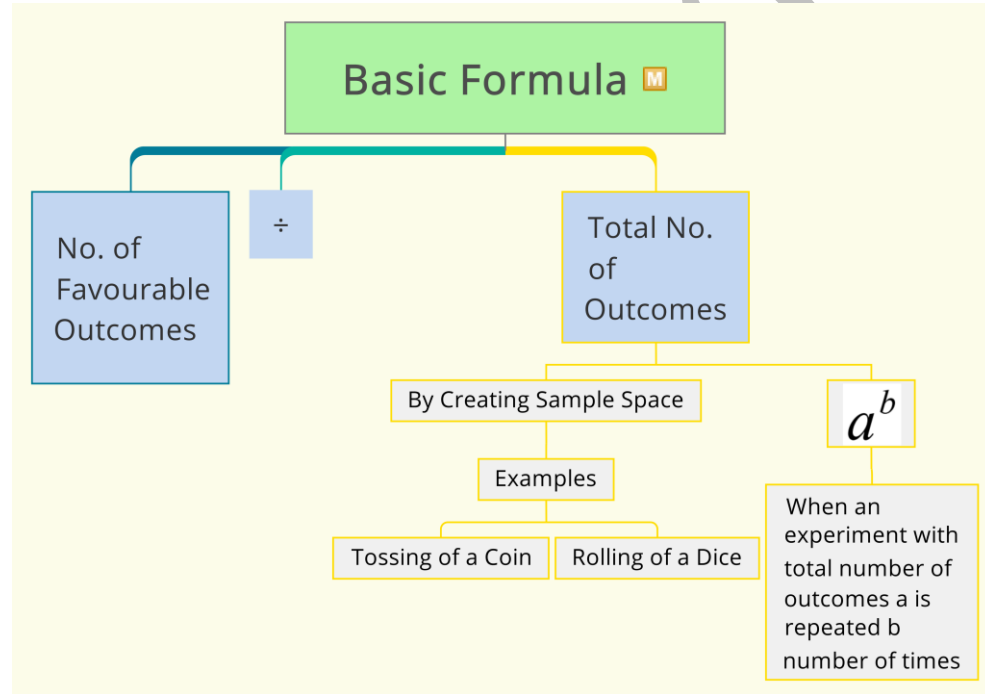 Basic Formula M
No. of
Favourable
Outcomes
÷
Total No.
of
Outcomes
By Creating Sample Space
a^b
Examples
Tossing of a Coin
Rolling of a Dice
When an
experiment with
total number of
outcomes a is
repeated b
number of times